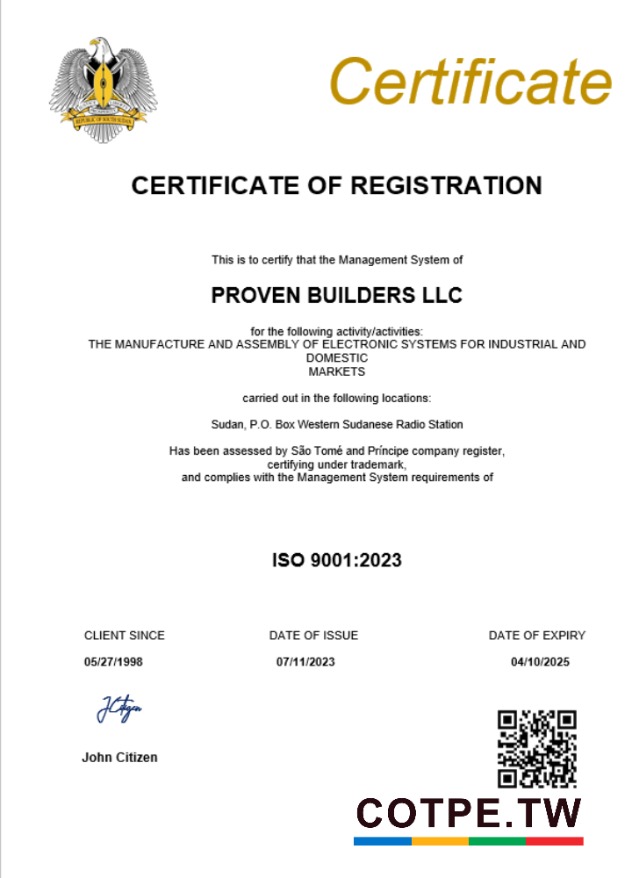 Certificate
REPUBLIC OF SOUTH SUDAN
CERTIFICATE OF REGISTRATION
This is to certify that the Management System of
PROVEN BUILDERS LLC
for the following activity/activities:
THE MANUFACTURE AND ASSEMBLY OF ELECTRONIC SYSTEMS FOR INDUSTRIAL AND
DOMESTIC
MARKETS
carried out in the following locations:
Sudan, P.O. Box Western Sudanese Radio Station
Has been assessed by São Tomé and Príncipe company register,
certifying under trademark,
and complies with the Management System requirements of
ISO 9001:2023
CLIENT SINCE DATE OF ISSUE DATE OF EXPIRY
05/27/1998 07/11/2023 04/10/2025
JCitizen
John Citizen
COTPE.TW